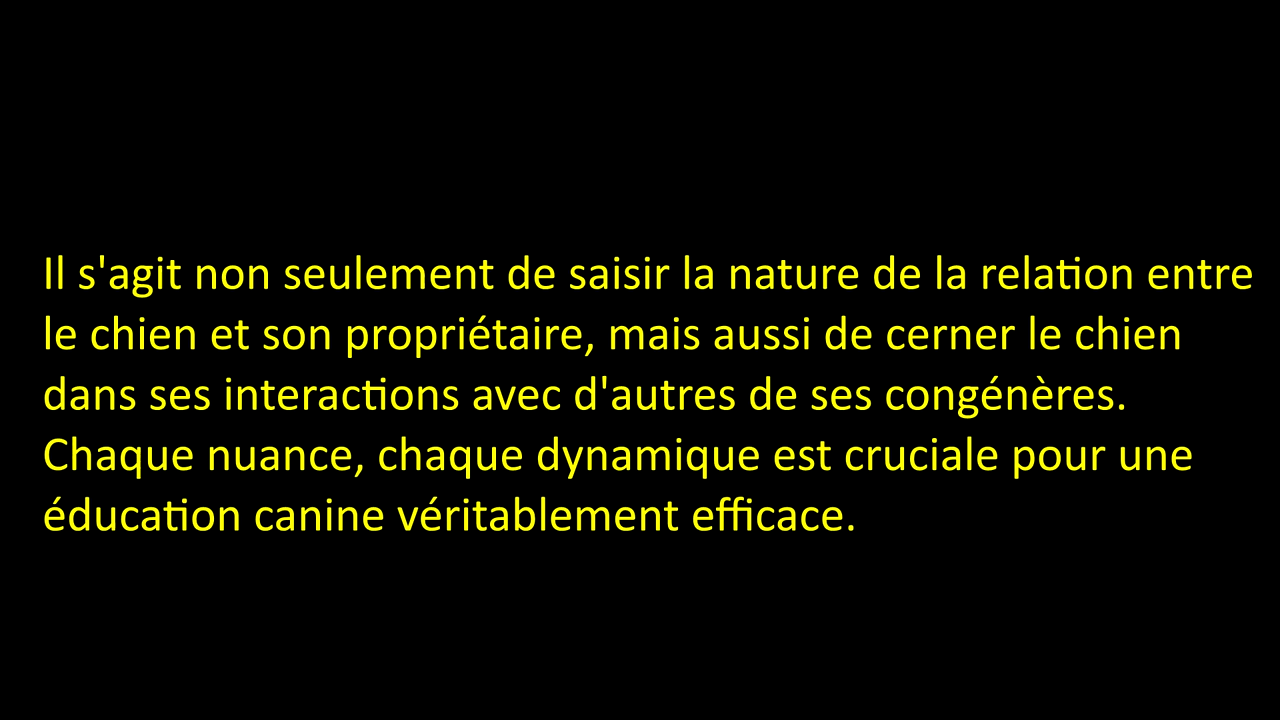 Il s'agit non seulement de saisir la nature de la relation entre
le chien et son propriétaire, mais aussi de cerner le chien
dans ses interactions avec d'autres de ses congénères.
Chaque nuance, chaque dynamique est cruciale pour une
éducation canine véritablement efficace.